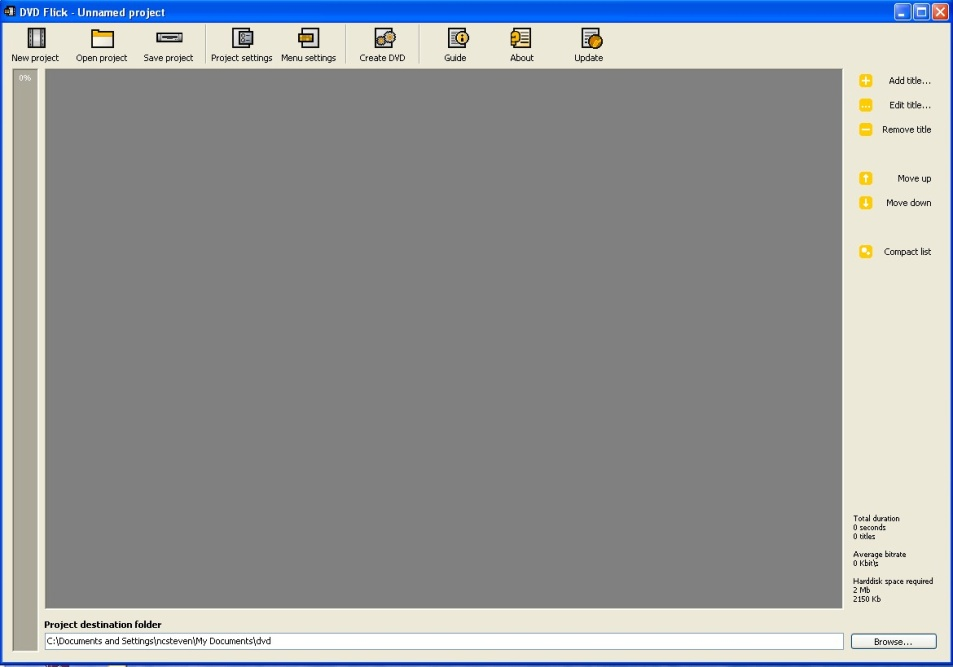 DVD Flick - Unnamed project
New project Open project Save project Project settings Menu settings Create DVD Guide About Update
0%
Add title...
Edit title...
Remove title
Move up
Move down
Compact list
Total duration
0 seconds
0 titles
Average bitrate
0 Kbit\s
Harddisk space required
2 Mb
2150 Kb
Project destination folder
C:\Documents and Settings\ncsteven\My Documents\dvd
Browse...